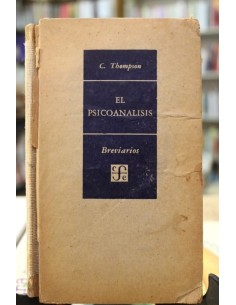 C. Thompson
EL
PSICOANALISIS
Breviarios